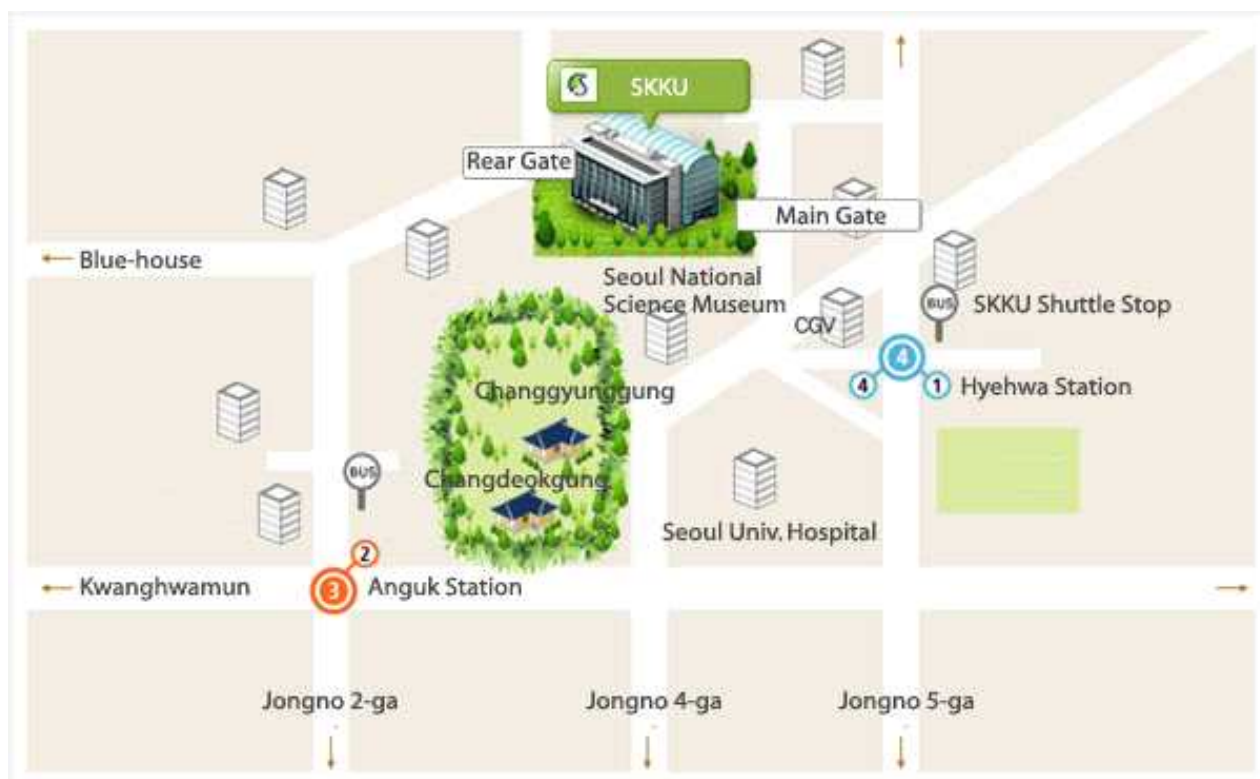 SKKU
Rear Gate
Main Gate
Blue-house
Seoul National
Science Museum
BUS
SKKU Shuttle Stop
CGV
4
4
1
Hyehwa Station
Changgyunggung
BUS
Changdeokgung
Seoul Univ. Hospital
2
Kwanghwamun
3
Anguk Station
Jongno 2-ga
Jongno 4-ga
Jongno 5-ga